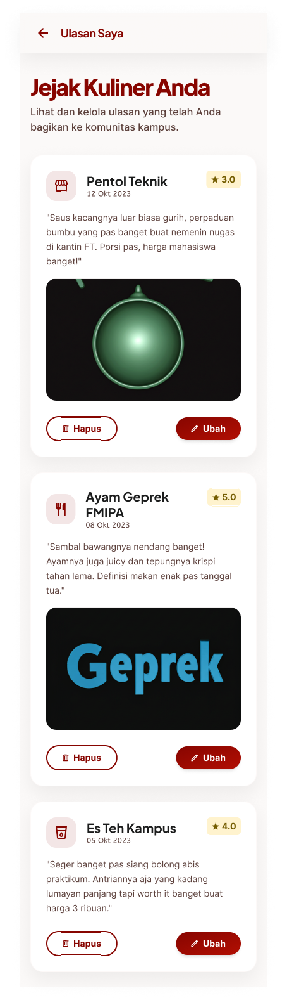 Ulasan Saya
Jejak Kuliner Anda
Lihat dan kelola ulasan yang telah Anda
bagikan ke komunitas kampus.
Pentol Teknik
3.0
12 Okt 2023
"Saus kacangnya luar biasa gurih, perpaduan
bumbu yang pas banget buat nemenin nugas
di kantin FT. Porsi pas, harga mahasiswa
banget!"
Hapus
Ubah
Ayam Geprek
FMIPA
5.0
08 Okt 2023
"Sambal bawangnya nendang banget!
Ayamnya juga juicy dan tepungnya krispi
tahan lama. Definisi makan enak pas tanggal
tua."
Geprek
Hapus
Ubah
Es Teh Kampus
4.0
05 Okt 2023
"Seger banget pas siang bolong abis
praktikum. Antriannya aja yang kadang
lumayan panjang tapi worth it banget buat
harga 3 ribuan."
Hapus
Ubah